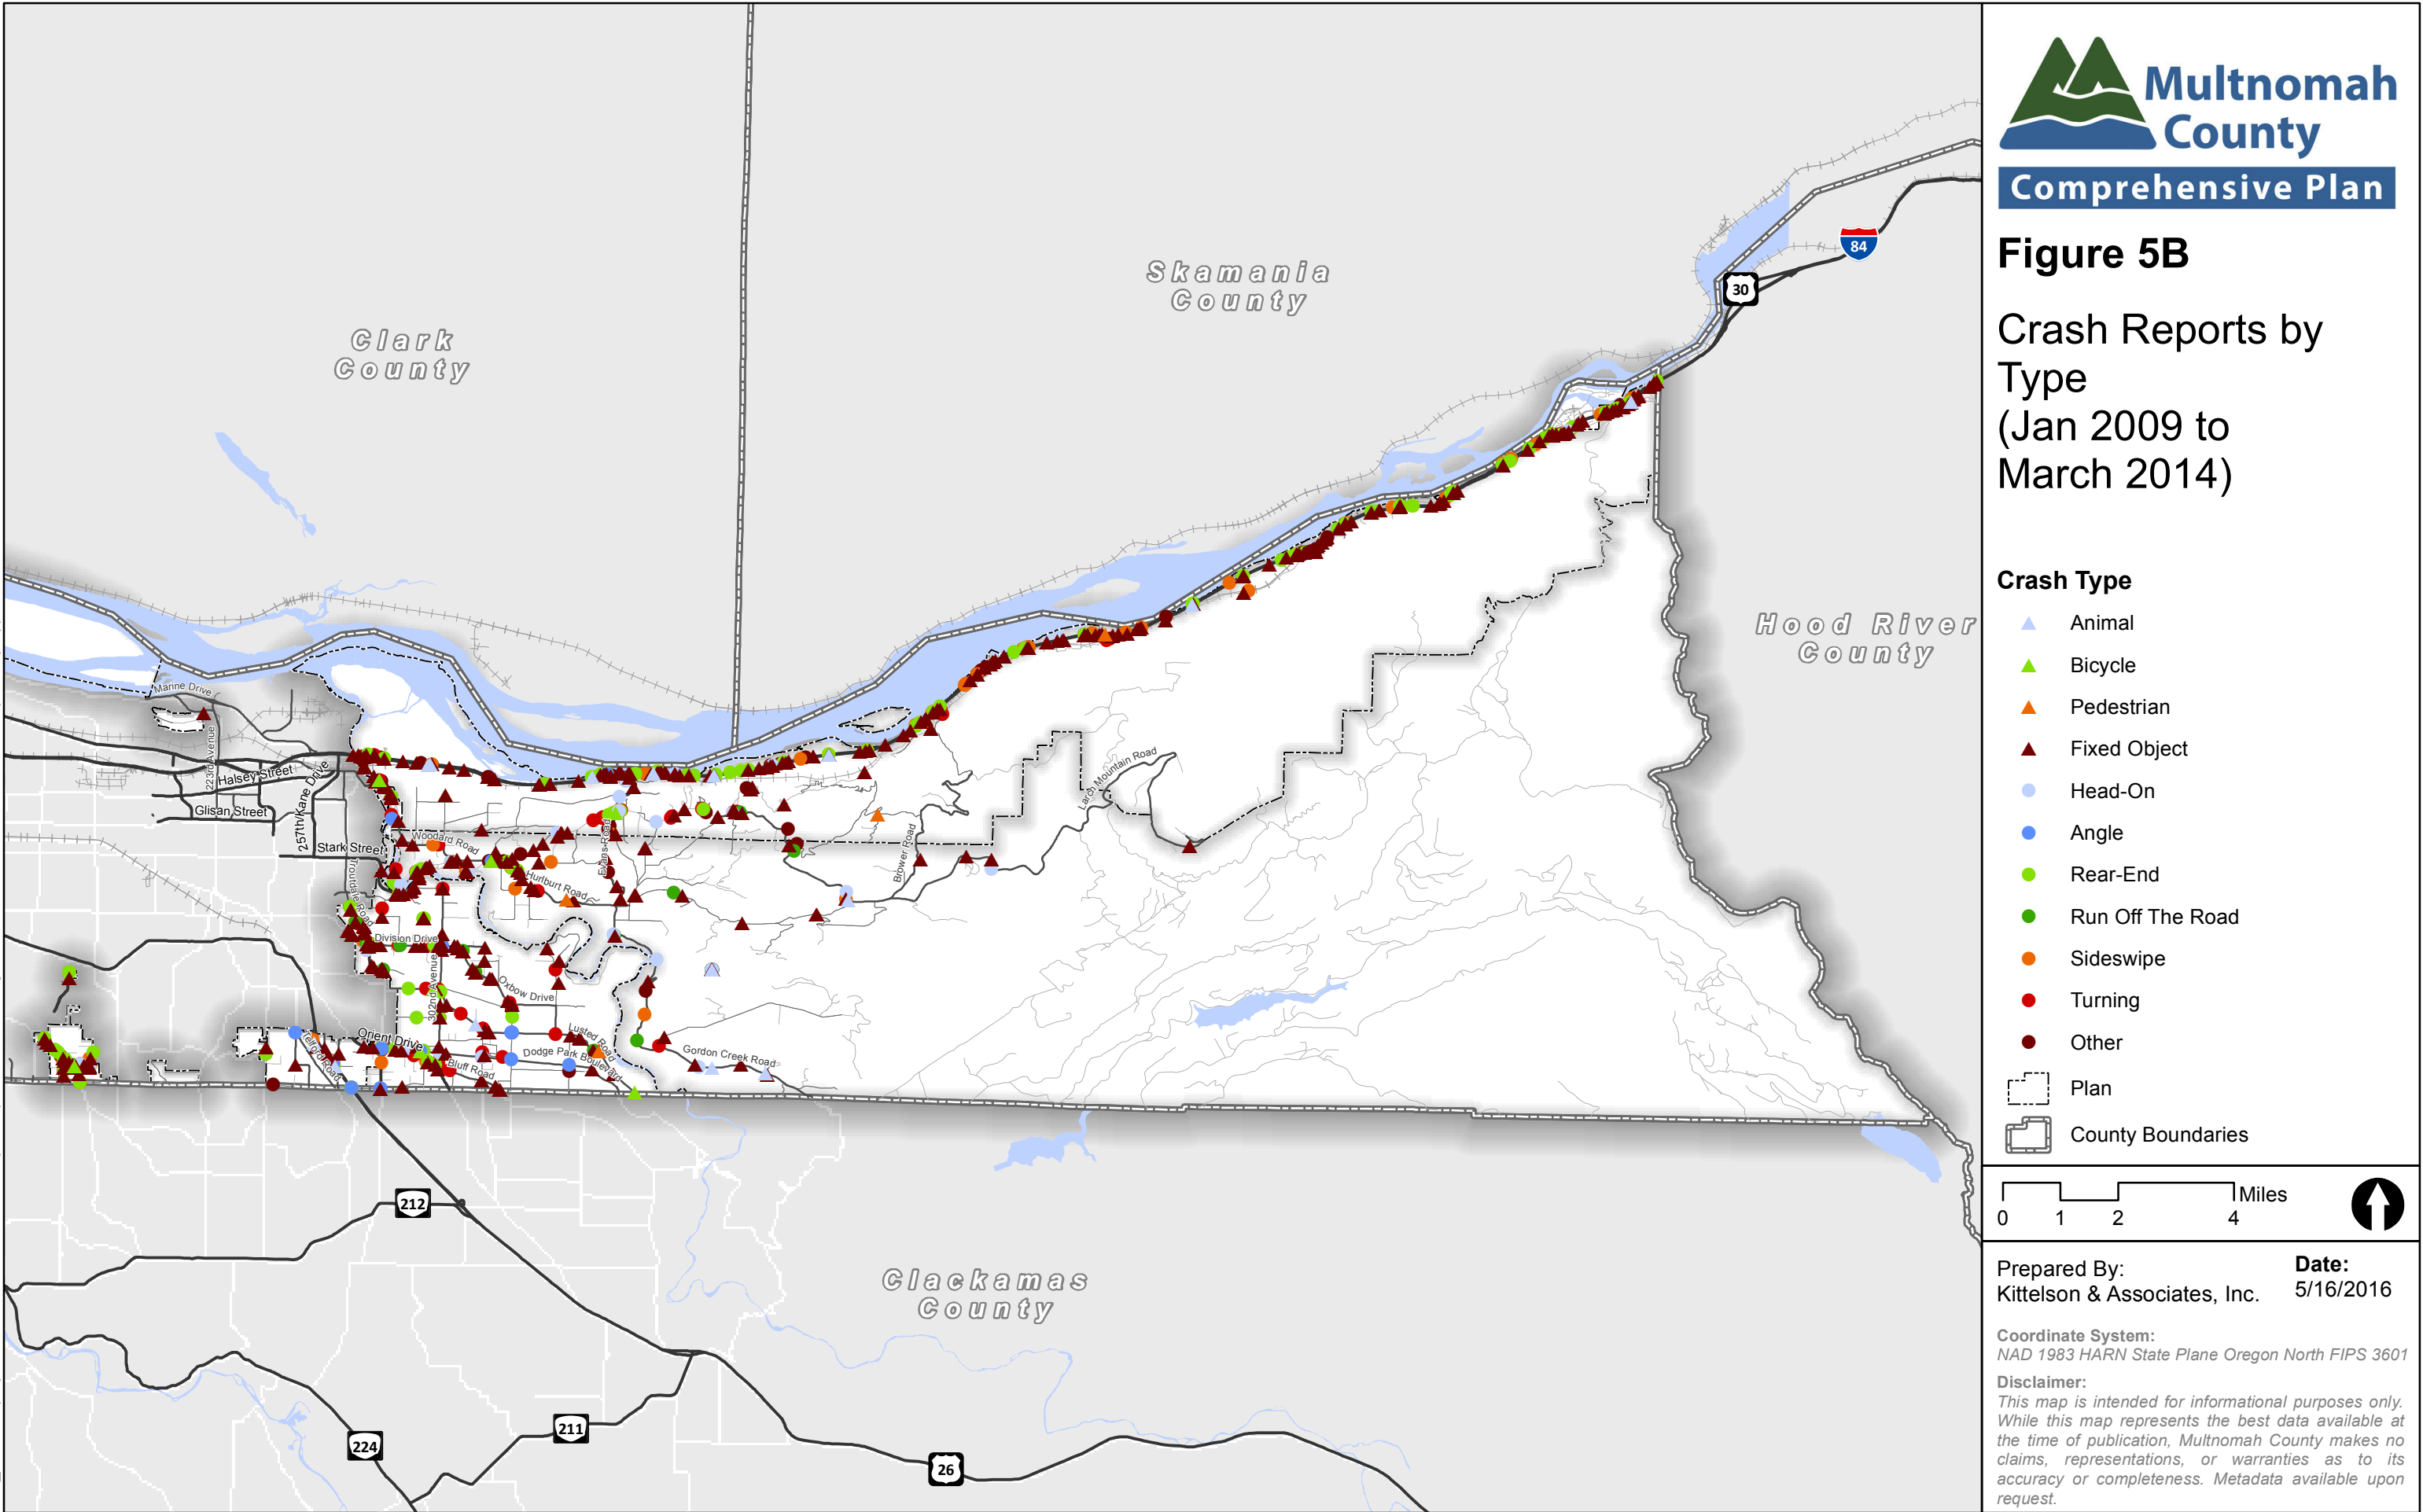 Multnomah
County
Comprehensive Plan
Figure 5B
Crash Reports by
Type
(Jan 2009 to
March 2014)
Crash Type
Animal
Bicycle
Pedestrian
Fixed Object
Head-On
Angle
Rear-End
Run Off The Road
Sideswipe
Turning
Other
Plan
County Boundaries
Miles
0 1 2 4
Prepared By:
Kittelson & Associates, Inc.
Date:
5/16/2016
Coordinate System:
NAD 1983 HARN State Plane Oregon North FIPS 3601
Disclaimer:
This map is intended for informational purposes only.
While this map represents the best data available at
the time of publication, Multnomah County makes no
claims, representations, or warranties as to its
accuracy or completeness. Metadata available upon
request.
Clark
County
Skamania
County
Hood River
County
Clackamas
County
84
30
212
224
211
26
Marine Drive
223rd Avenue
Halsey Street
Glisan Street
257th/Kane Drive
Stark Street
Troutdale Road
Woodard Road
Hurlburt Road
Evans Road
Brower Road
Larch Mountain Road
Division Drive
302nd Avenue
Oxbow Drive
Orient Drive
Telford Road
Bluff Road
Lusted Road
Dodge Park Boulevard
Gordon Creek Road